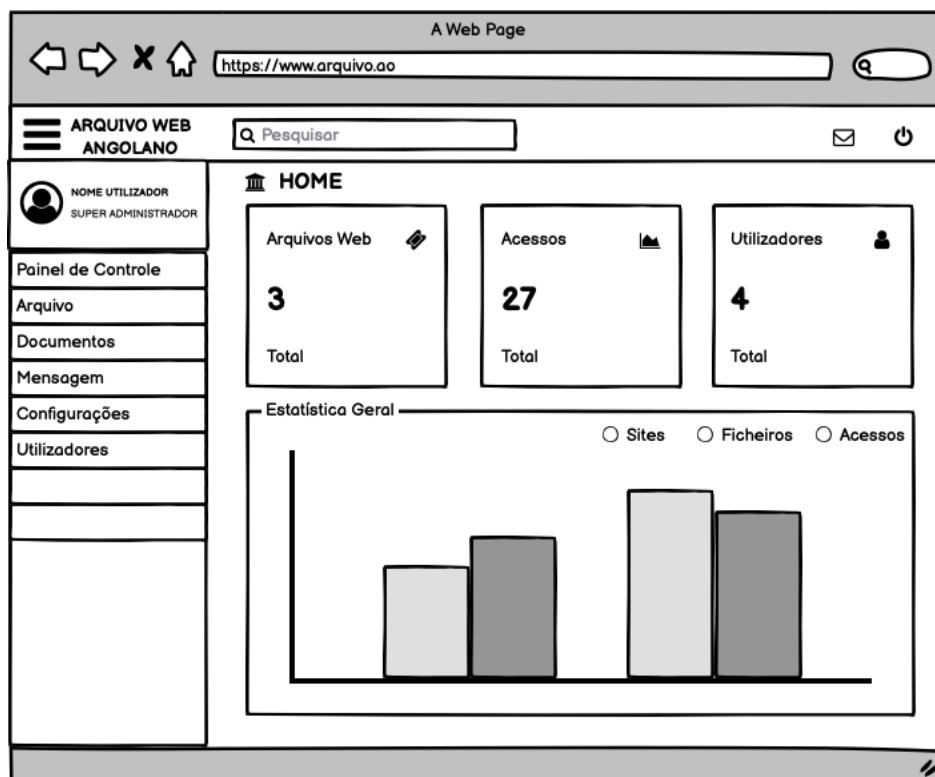 A Web Page
https://www.arquivo.ao
ARQUIVO WEB
ANGOLANO
Pesquisar
NOME UTILIZADOR
SUPER ADMINISTRADOR
Painel de Controle
Arquivo
Documentos
Mensagem
Configurações
Utilizadores
HOME
Arquivos Web
3
Total
Acessos
27
Total
Utilizadores
4
Total
Estatística Geral
Sites
Ficheiros
Acessos